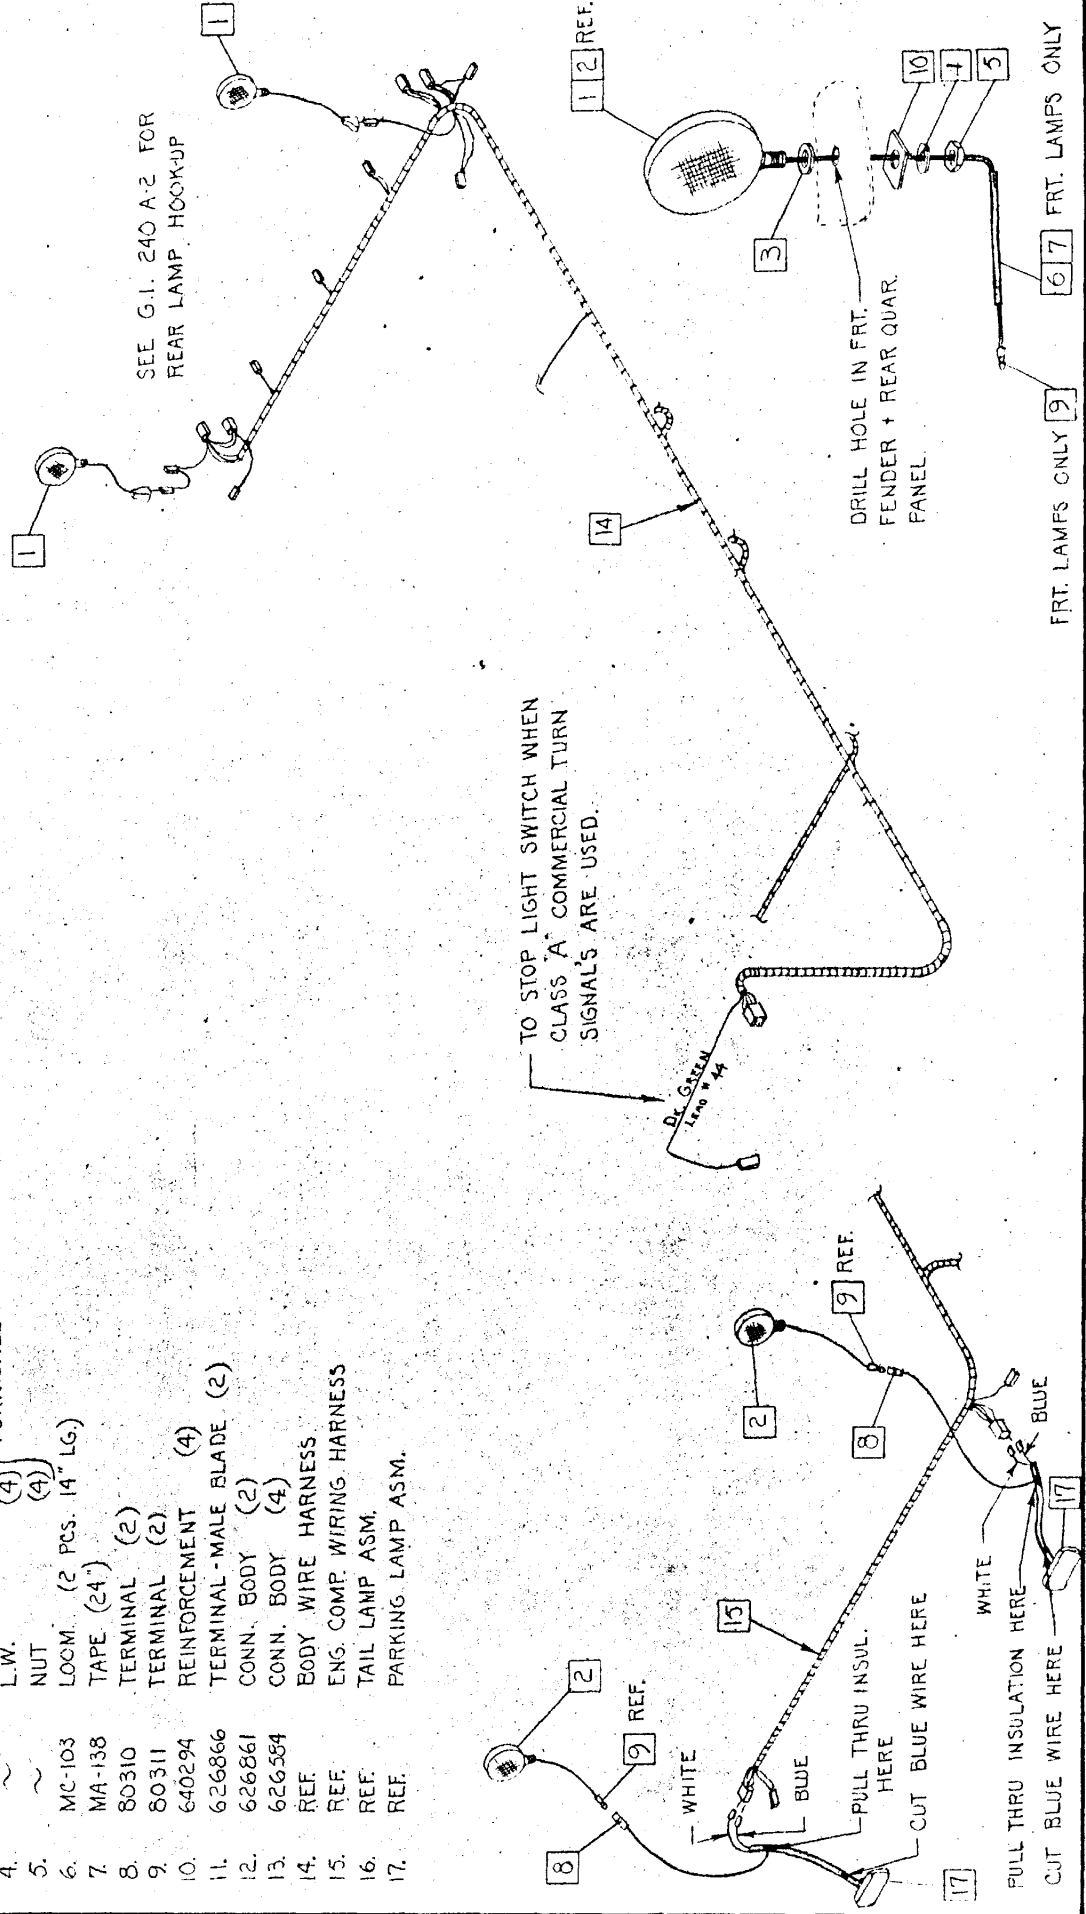 4. ~ L.W. (4)
5. ~ NUT (4)
6. MC-103 LOOM (2 PCS. 14" LG.)
7. MA-138 TAPE (24")
8. 80310 TERMINAL (2)
9. 80311 TERMINAL (2)
10. 640294 REINFORCEMENT (4)
11. 626866 TERMINAL-MALE BLADE (2)
12. 626861 CONN. BODY (2)
13. 626584 CONN. BODY (4)
14. REF. BODY WIRE HARNESS
15. REF. ENG. COMP. WIRING HARNESS
16. REF. TAIL LAMP ASM.
17. REF. PARKING LAMP ASM.
1
1
SEE G.I. 240 A-2 FOR
REAR LAMP HOOK-UP
14
TO STOP LIGHT SWITCH WHEN
CLASS "A" COMMERCIAL TURN
SIGNAL'S ARE USED.
DK. GREEN
LEAD # 44
1 2 REF.
3
10
4
5
DRILL HOLE IN FRT.
FENDER + REAR QUAR.
PANEL.
6 7 FRT. LAMPS ONLY
FRT. LAMPS ONLY 9
2
9 REF.
8
WHITE
BLUE
PULL THRU INSUL.
HERE
CUT BLUE WIRE HERE
17
15
2
9 REF.
8
WHITE
BLUE
17
PULL THRU INSULATION HERE
CUT BLUE WIRE HERE